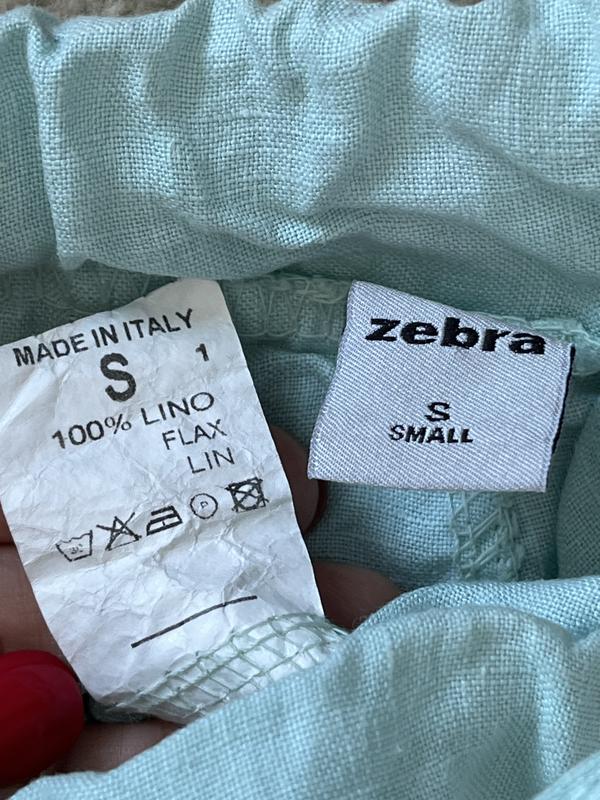 MADE IN ITALY
S 1
100% LINO
FLAX
LIN
P
zebra
S
SMALL